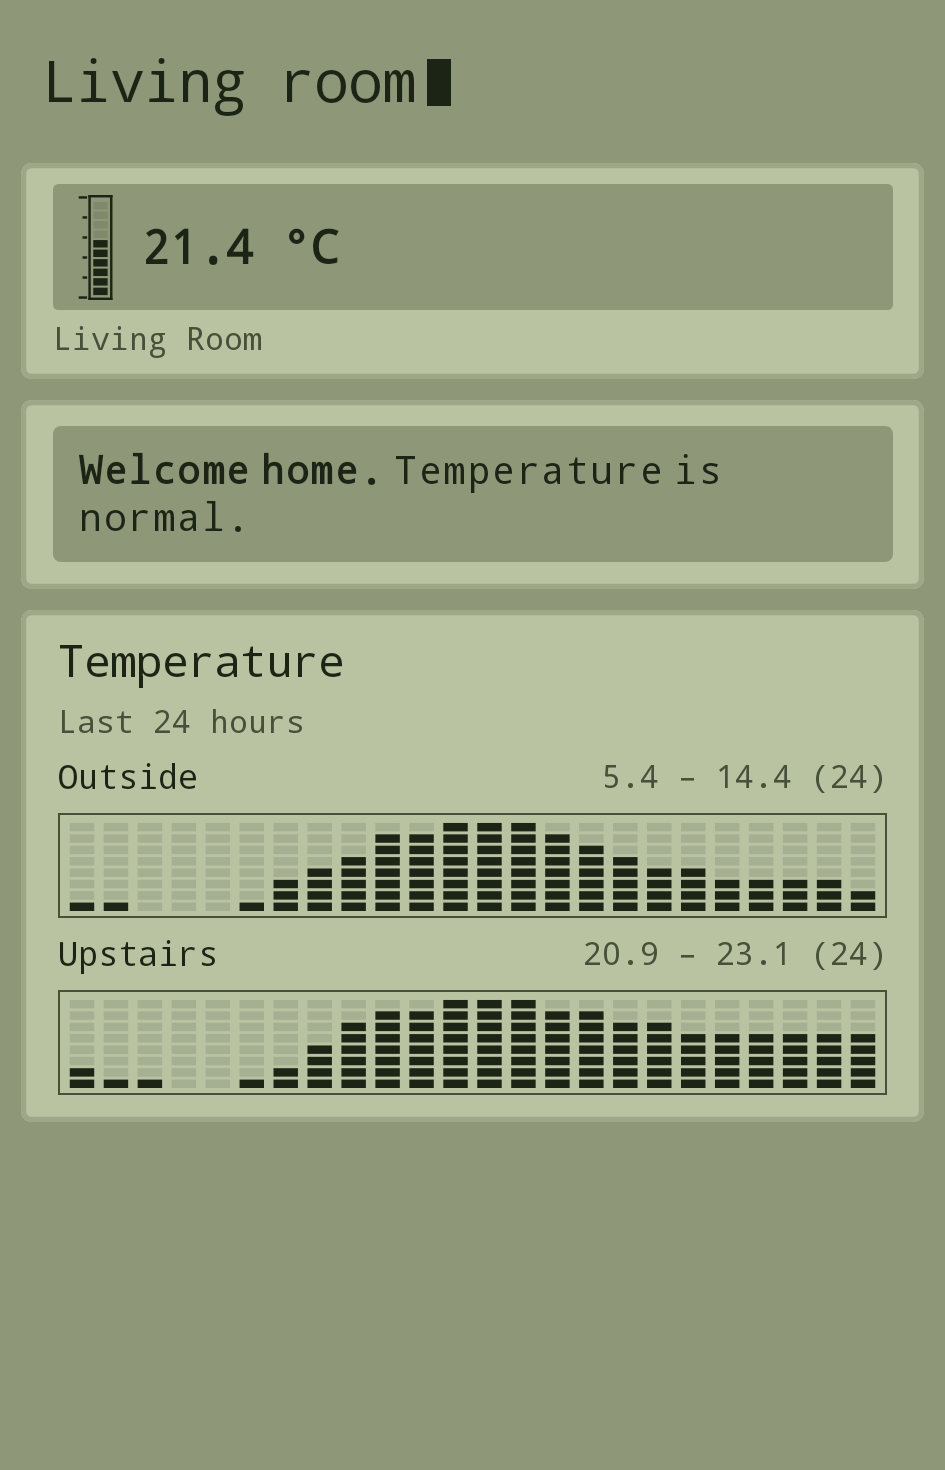 Living room
21.4 °C
Living Room
Welcome home. Temperature is
normal.
Temperature
Last 24 hours
Outside 5.4 – 14.4 (24)
Upstairs 20.9 – 23.1 (24)